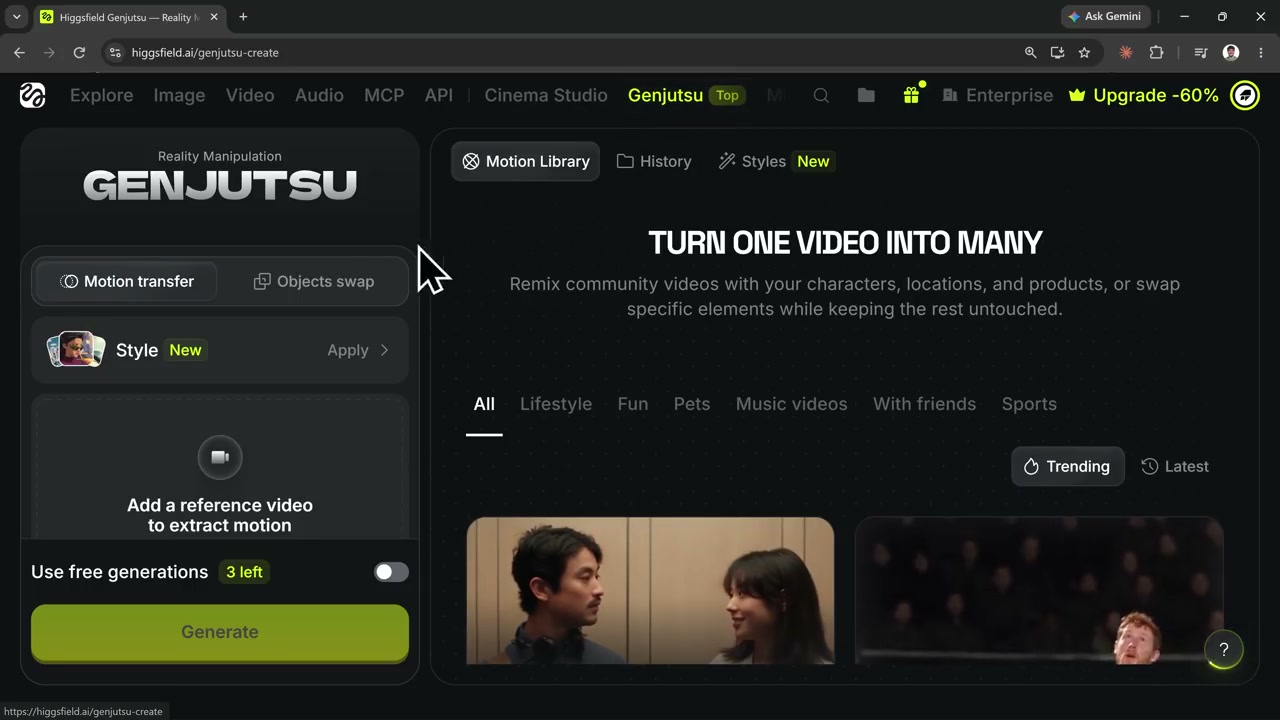 Higgsfield Genjutsu — Reality M
Ask Gemini
higgsfield.ai/genjutsu-create
Explore
Image
Video
Audio
MCP
API
Cinema Studio
Genjutsu Top
Enterprise
Upgrade -60%
Reality Manipulation
GENJUTSU
Motion transfer
Objects swap
Style New
Apply
Add a reference video
to extract motion
Use free generations 3 left
Generate
Motion Library
History
Styles New
TURN ONE VIDEO INTO MANY
Remix community videos with your characters, locations, and products, or swap
specific elements while keeping the rest untouched.
All
Lifestyle
Fun
Pets
Music videos
With friends
Sports
Trending
Latest
?
https://higgsfield.ai/genjutsu-create